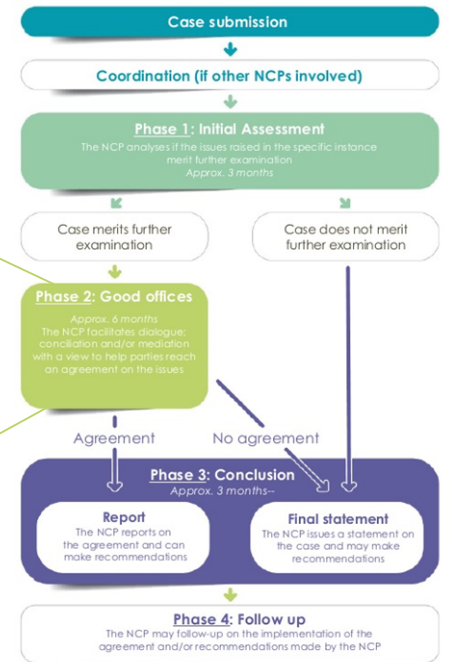 Case submission
Coordination (if other NCPs involved)
Phase 1: Initial Assessment
The NCP analyses if the issues raised in the specific instance
merit further examination
Approx. 3 months
Case merits further
examination
Case does not merit
further examination
Phase 2: Good offices
Approx. 6 months
The NCP facilitates dialogue;
conciliation and/or mediation
with a view to help parties reach
an agreement on the issues
Agreement
No agreement
Phase 3: Conclusion
Approx. 3 months--
Report
The NCP reports on
the agreement and can
make recommendations
Final statement
The NCP issues a statement on
the case and may make
recommendations
Phase 4: Follow up
The NCP may follow-up on the implementation of the
agreement and/or recommendations made by the NCP